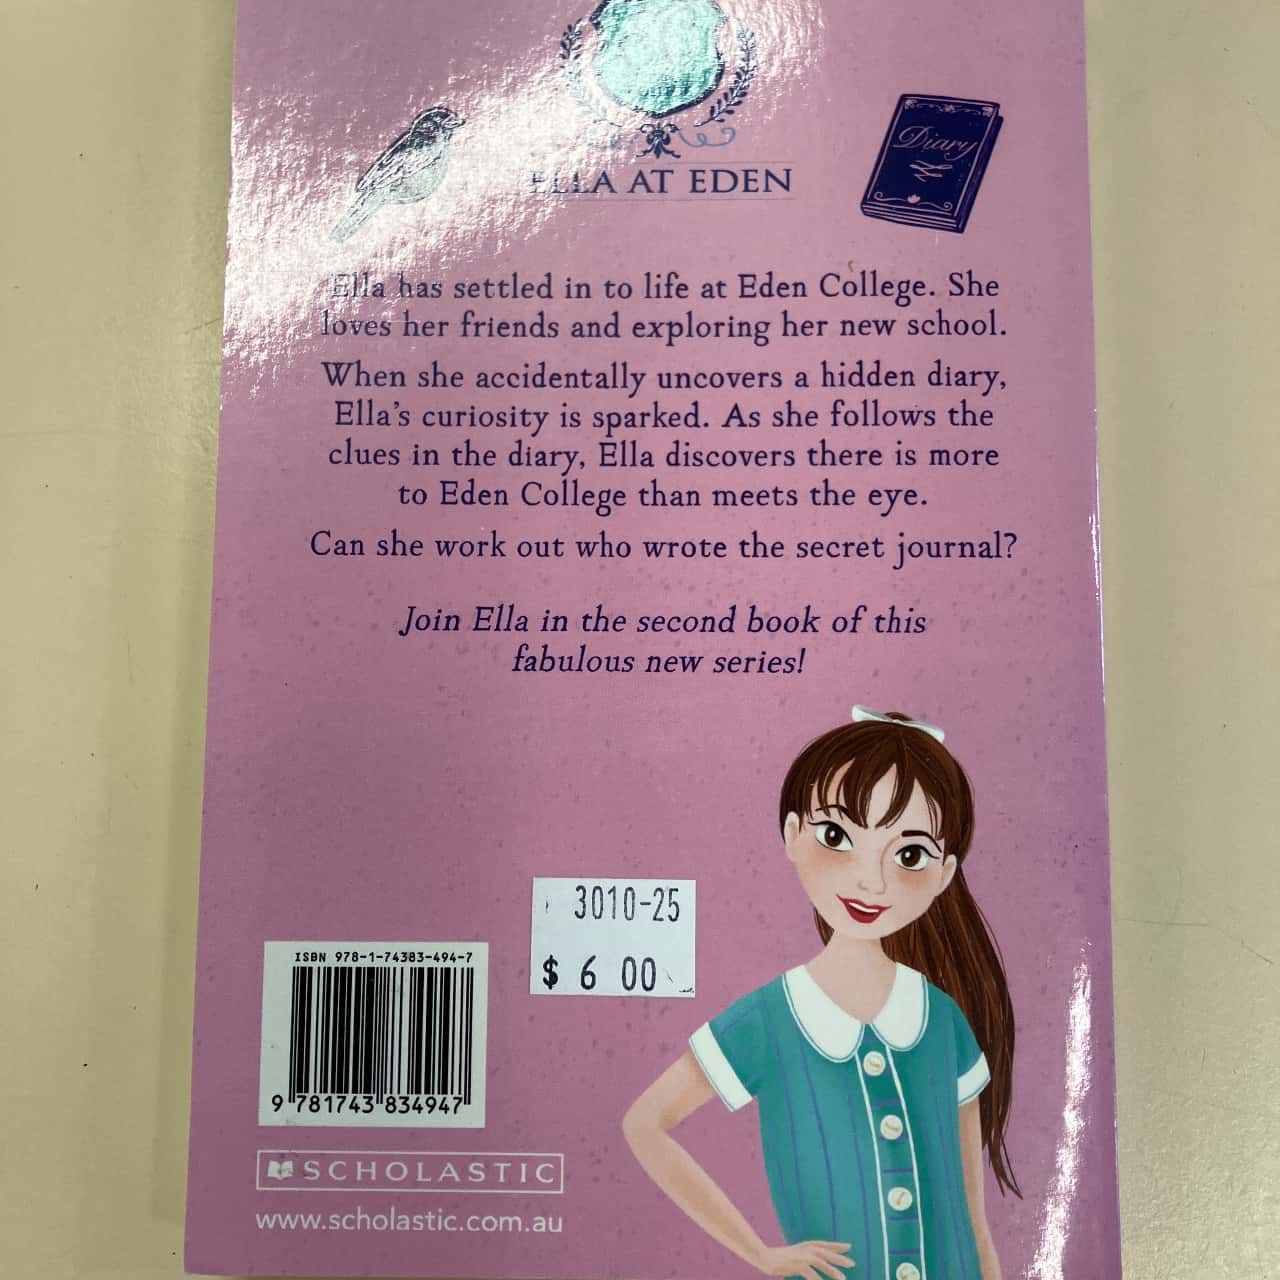 ELLA AT EDEN
Diary
Ella has settled in to life at Eden College. She
loves her friends and exploring her new school.
When she accidentally uncovers a hidden diary,
Ella's curiosity is sparked. As she follows the
clues in the diary, Ella discovers there is more
to Eden College than meets the eye.
Can she work out who wrote the secret journal?
Join Ella in the second book of this
fabulous new series!
3010-25
$ 6 00
ISBN 978-1-74383-494-7
9 781743 834947
SCHOLASTIC
www.scholastic.com.au